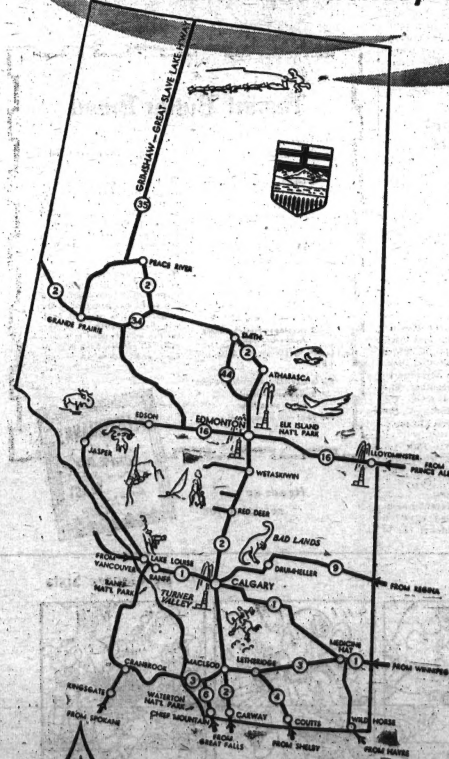 GRIMSHAW — GREAT SLAVE LAKE HIWAY
35
PEACE RIVER
2
2
34
GRANDE PRAIRIE
SMITH
2
44
ATHABASCA
EDSON
EDMONTON
16
ELK ISLAND
NAT'L PARK
JASPER
16
LLOYDMINSTER
FROM
WETASKIWIN
RED DEER
2
BAD LANDS
FROM
VANCOUVER
LAKE LOUISE
DRUMHELLER
9
BANFF
1
CALGARY
FROM REGINA
BANFF
NAT'L PARK
TURNER
VALLEY
1
MEDICINE
HAT
1
FROM WINNIPEG
CRANBROOK
MACLEOD
LETHBRIDGE
3
3
KINGSGATE
WATERTON
NAT'L PARK
6
2
4
FROM SPOKANE
CHIEF MOUNTAIN
CARWAY
COUTTS
WILD HORSE
FROM
GREAT FALLS
FROM SHELBY
FROM HAVRE